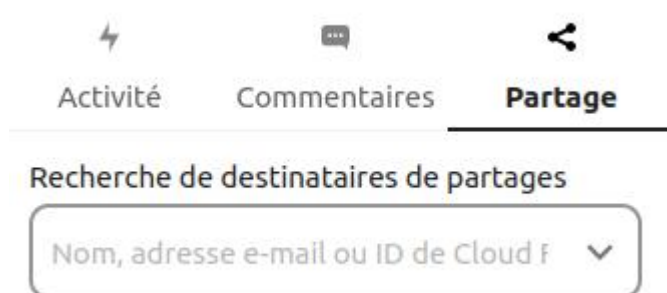 Activité Commentaires Partage
Recherche de destinataires de partages
Nom, adresse e-mail ou ID de Cloud F